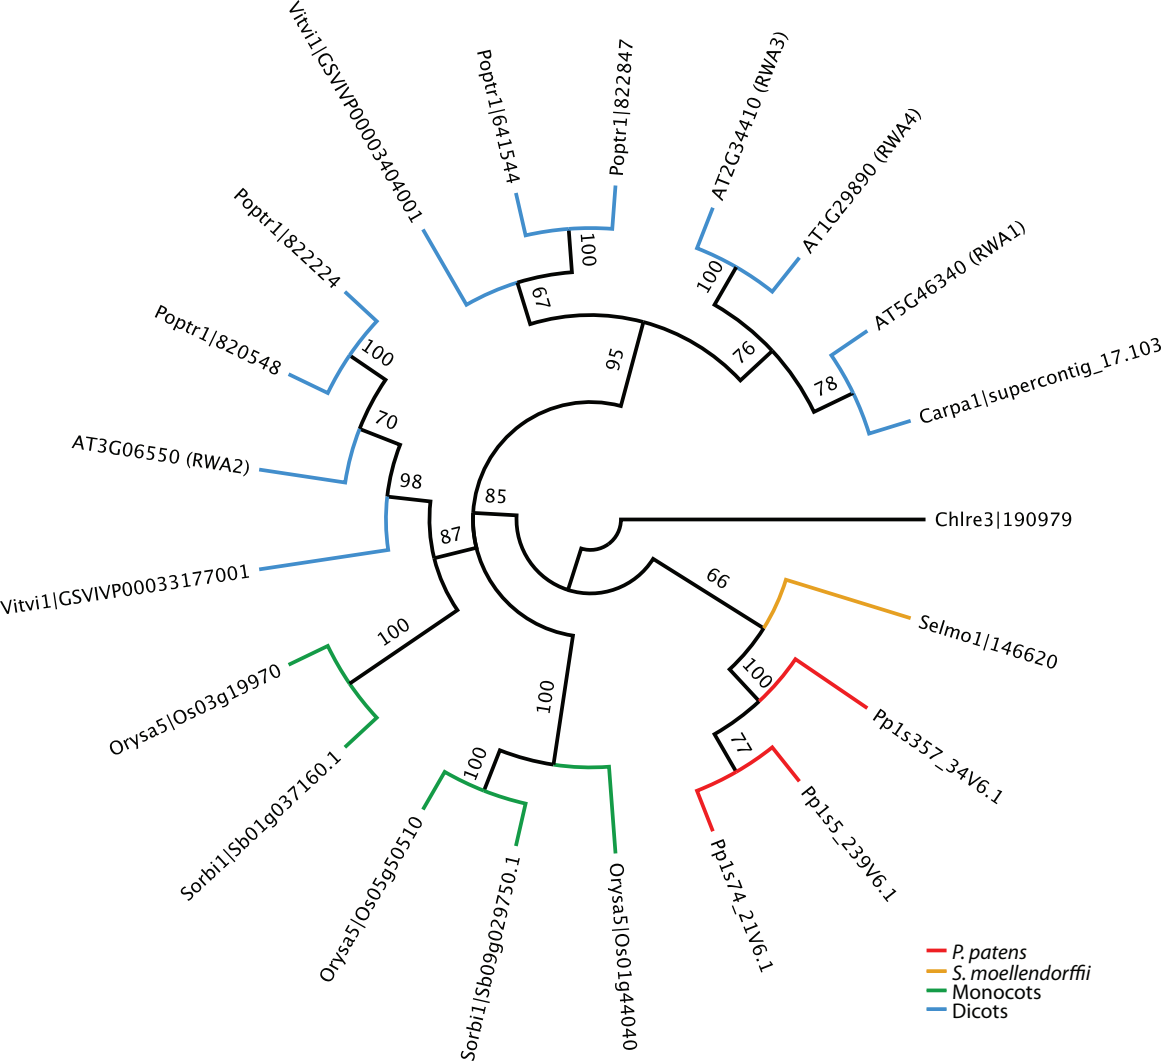 Vitvi1|GSVIVP00003404001
Poptr1|641544
Poptr1|822847
AT2G34410 (RWA3)
AT1G29890 (RWA4)
AT5G46340 (RWA1)
Carpa1|supercontig_17.103
Chlre3|190979
Selmo1|146620
Pp1s357_34V6.1
Pp1s5_239V6.1
Pp1s74_21V6.1
Orysa5|Os01g44040
Sorbi1|Sb09g029750.1
Orysa5|Os05g50510
Sorbi1|Sb01g037160.1
Orysa5|Os03g19970
Vitvi1|GSVIVP00033177001
AT3G06550 (RWA2)
Poptr1|820548
Poptr1|822224
100
67
95
100
76
78
100
70
98
87
85
100
100
100
66
100
77
P. patens
S. moellendorffii
Monocots
Dicots